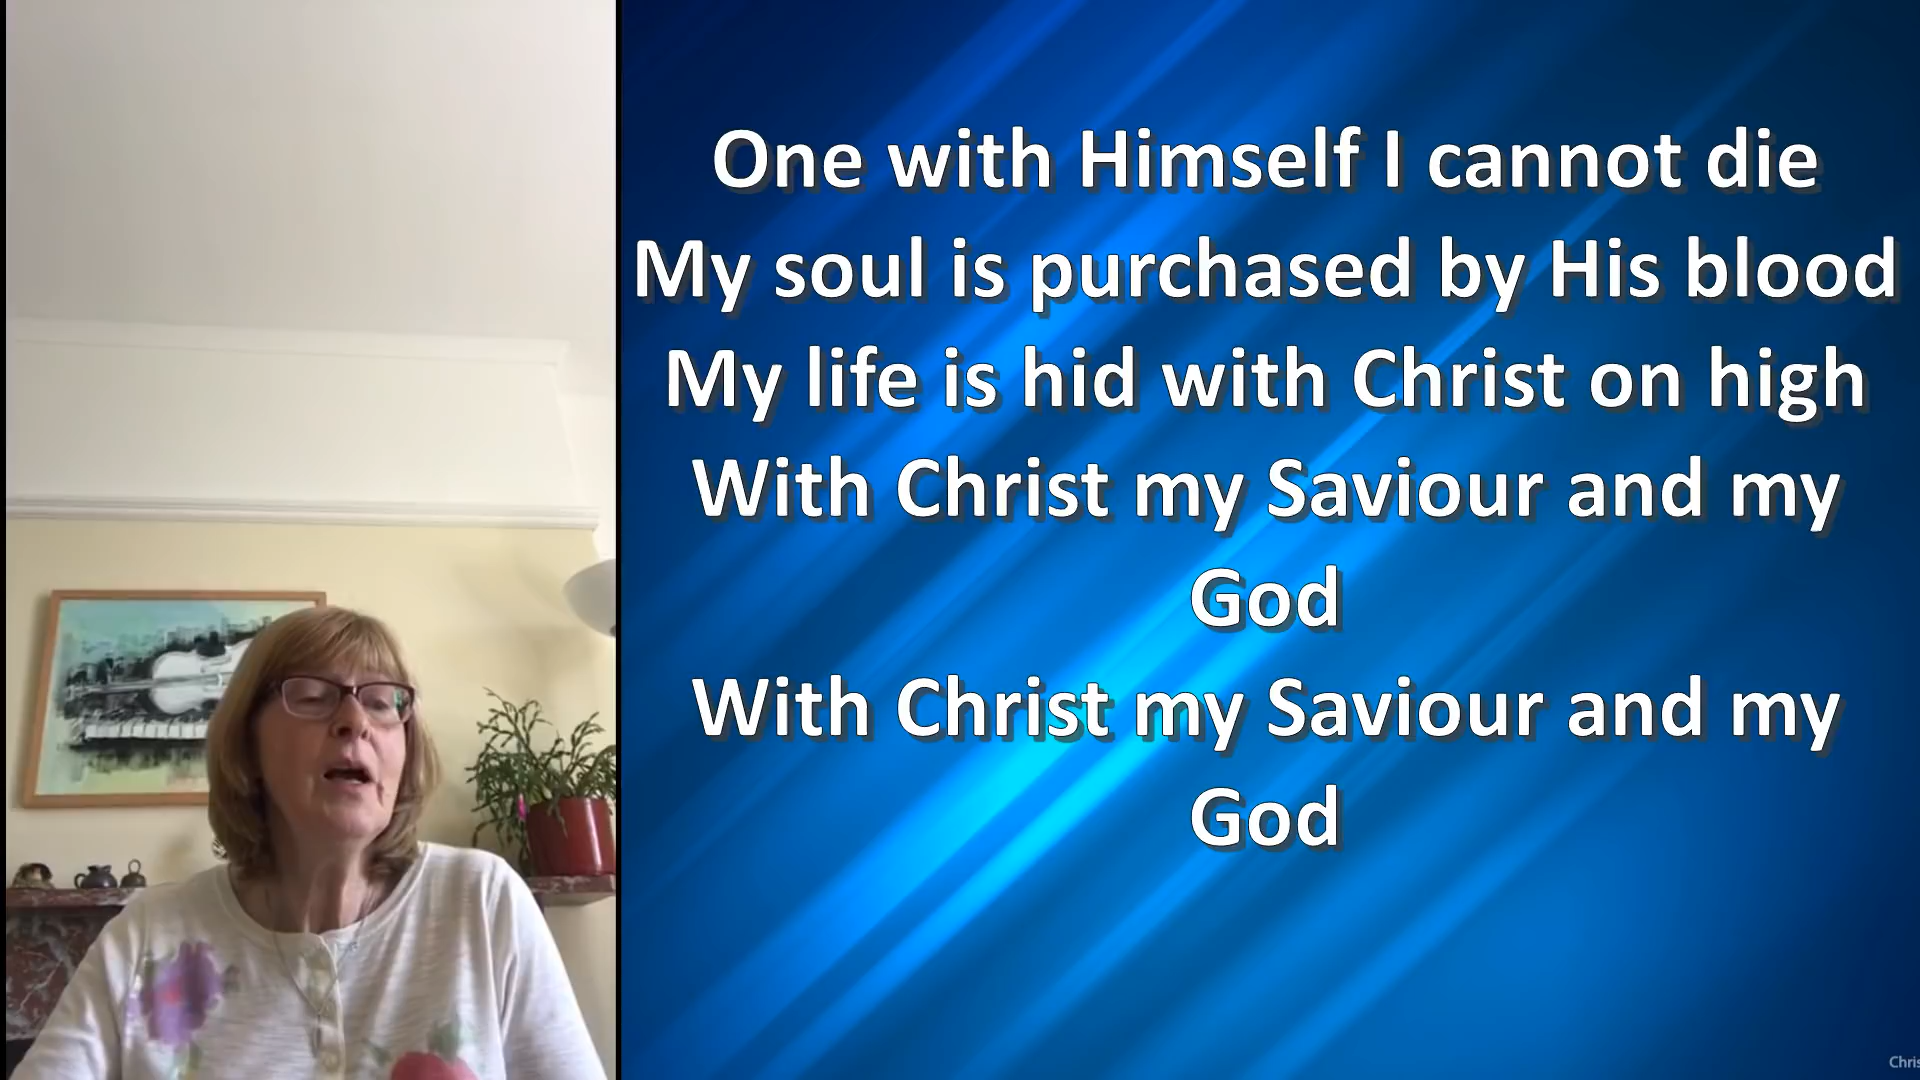 One with Himself I cannot die
My soul is purchased by His blood
My life is hid with Christ on high
With Christ my Saviour and my
God
With Christ my Saviour and my
God